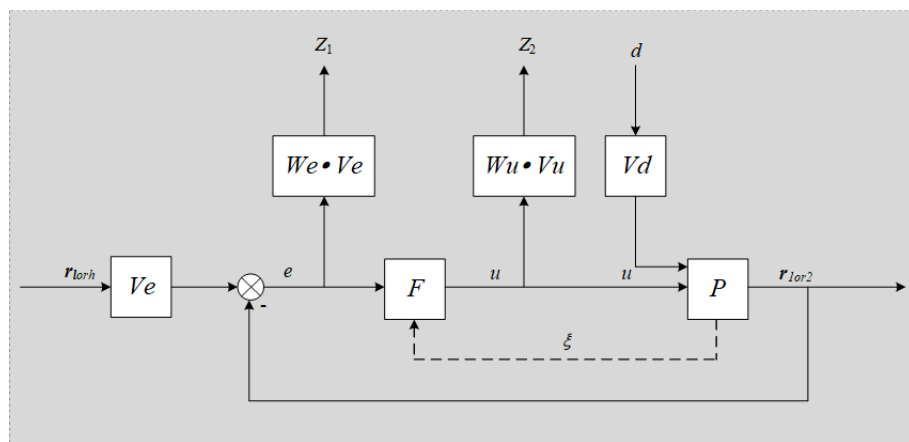 Z1
Z2
d
We• Ve
Wu• Vu
Vd
r1orh
Ve
e
-
F
u
u
P
r1or2
ξ